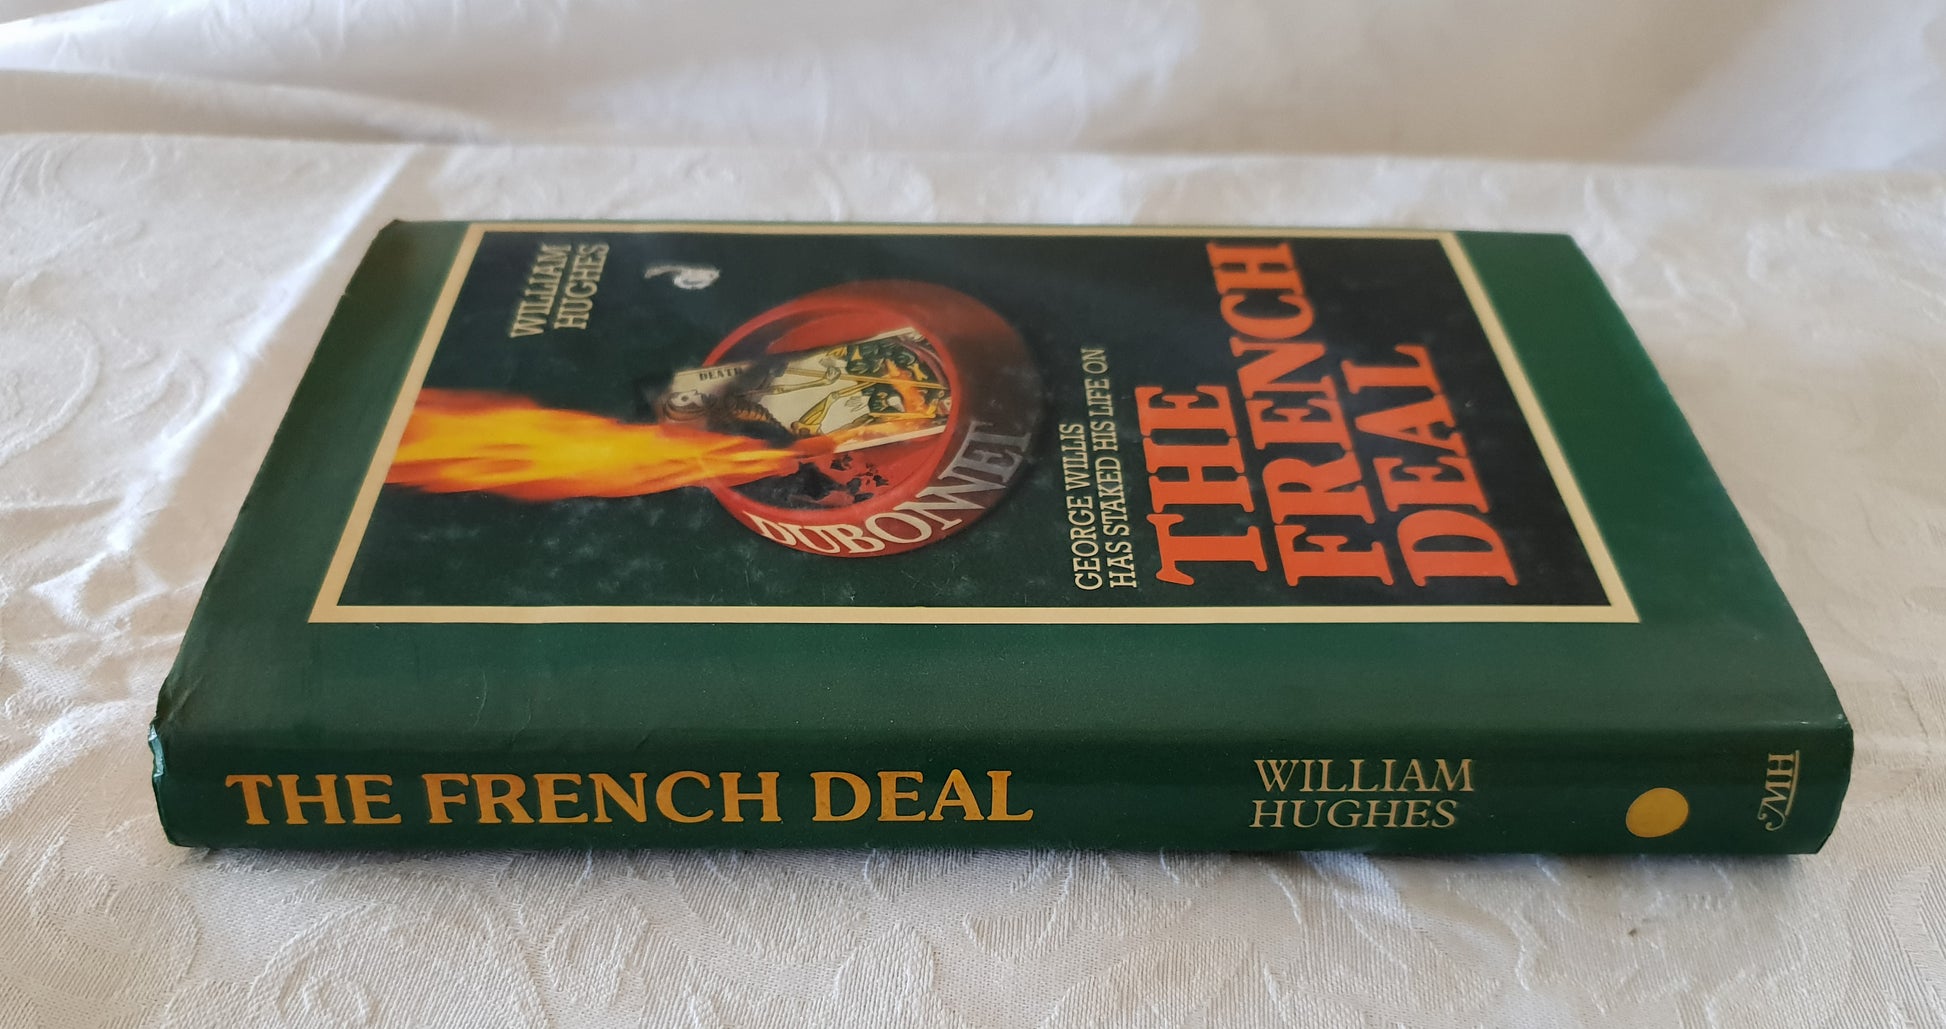 WILLIAM
HUGHES
DEATH
DUBONNET
GEORGE WILLIS
HAS STAKED HIS LIFE ON
THE
FRENCH
DEAL
THE FRENCH DEAL
WILLIAM
HUGHES
JMH